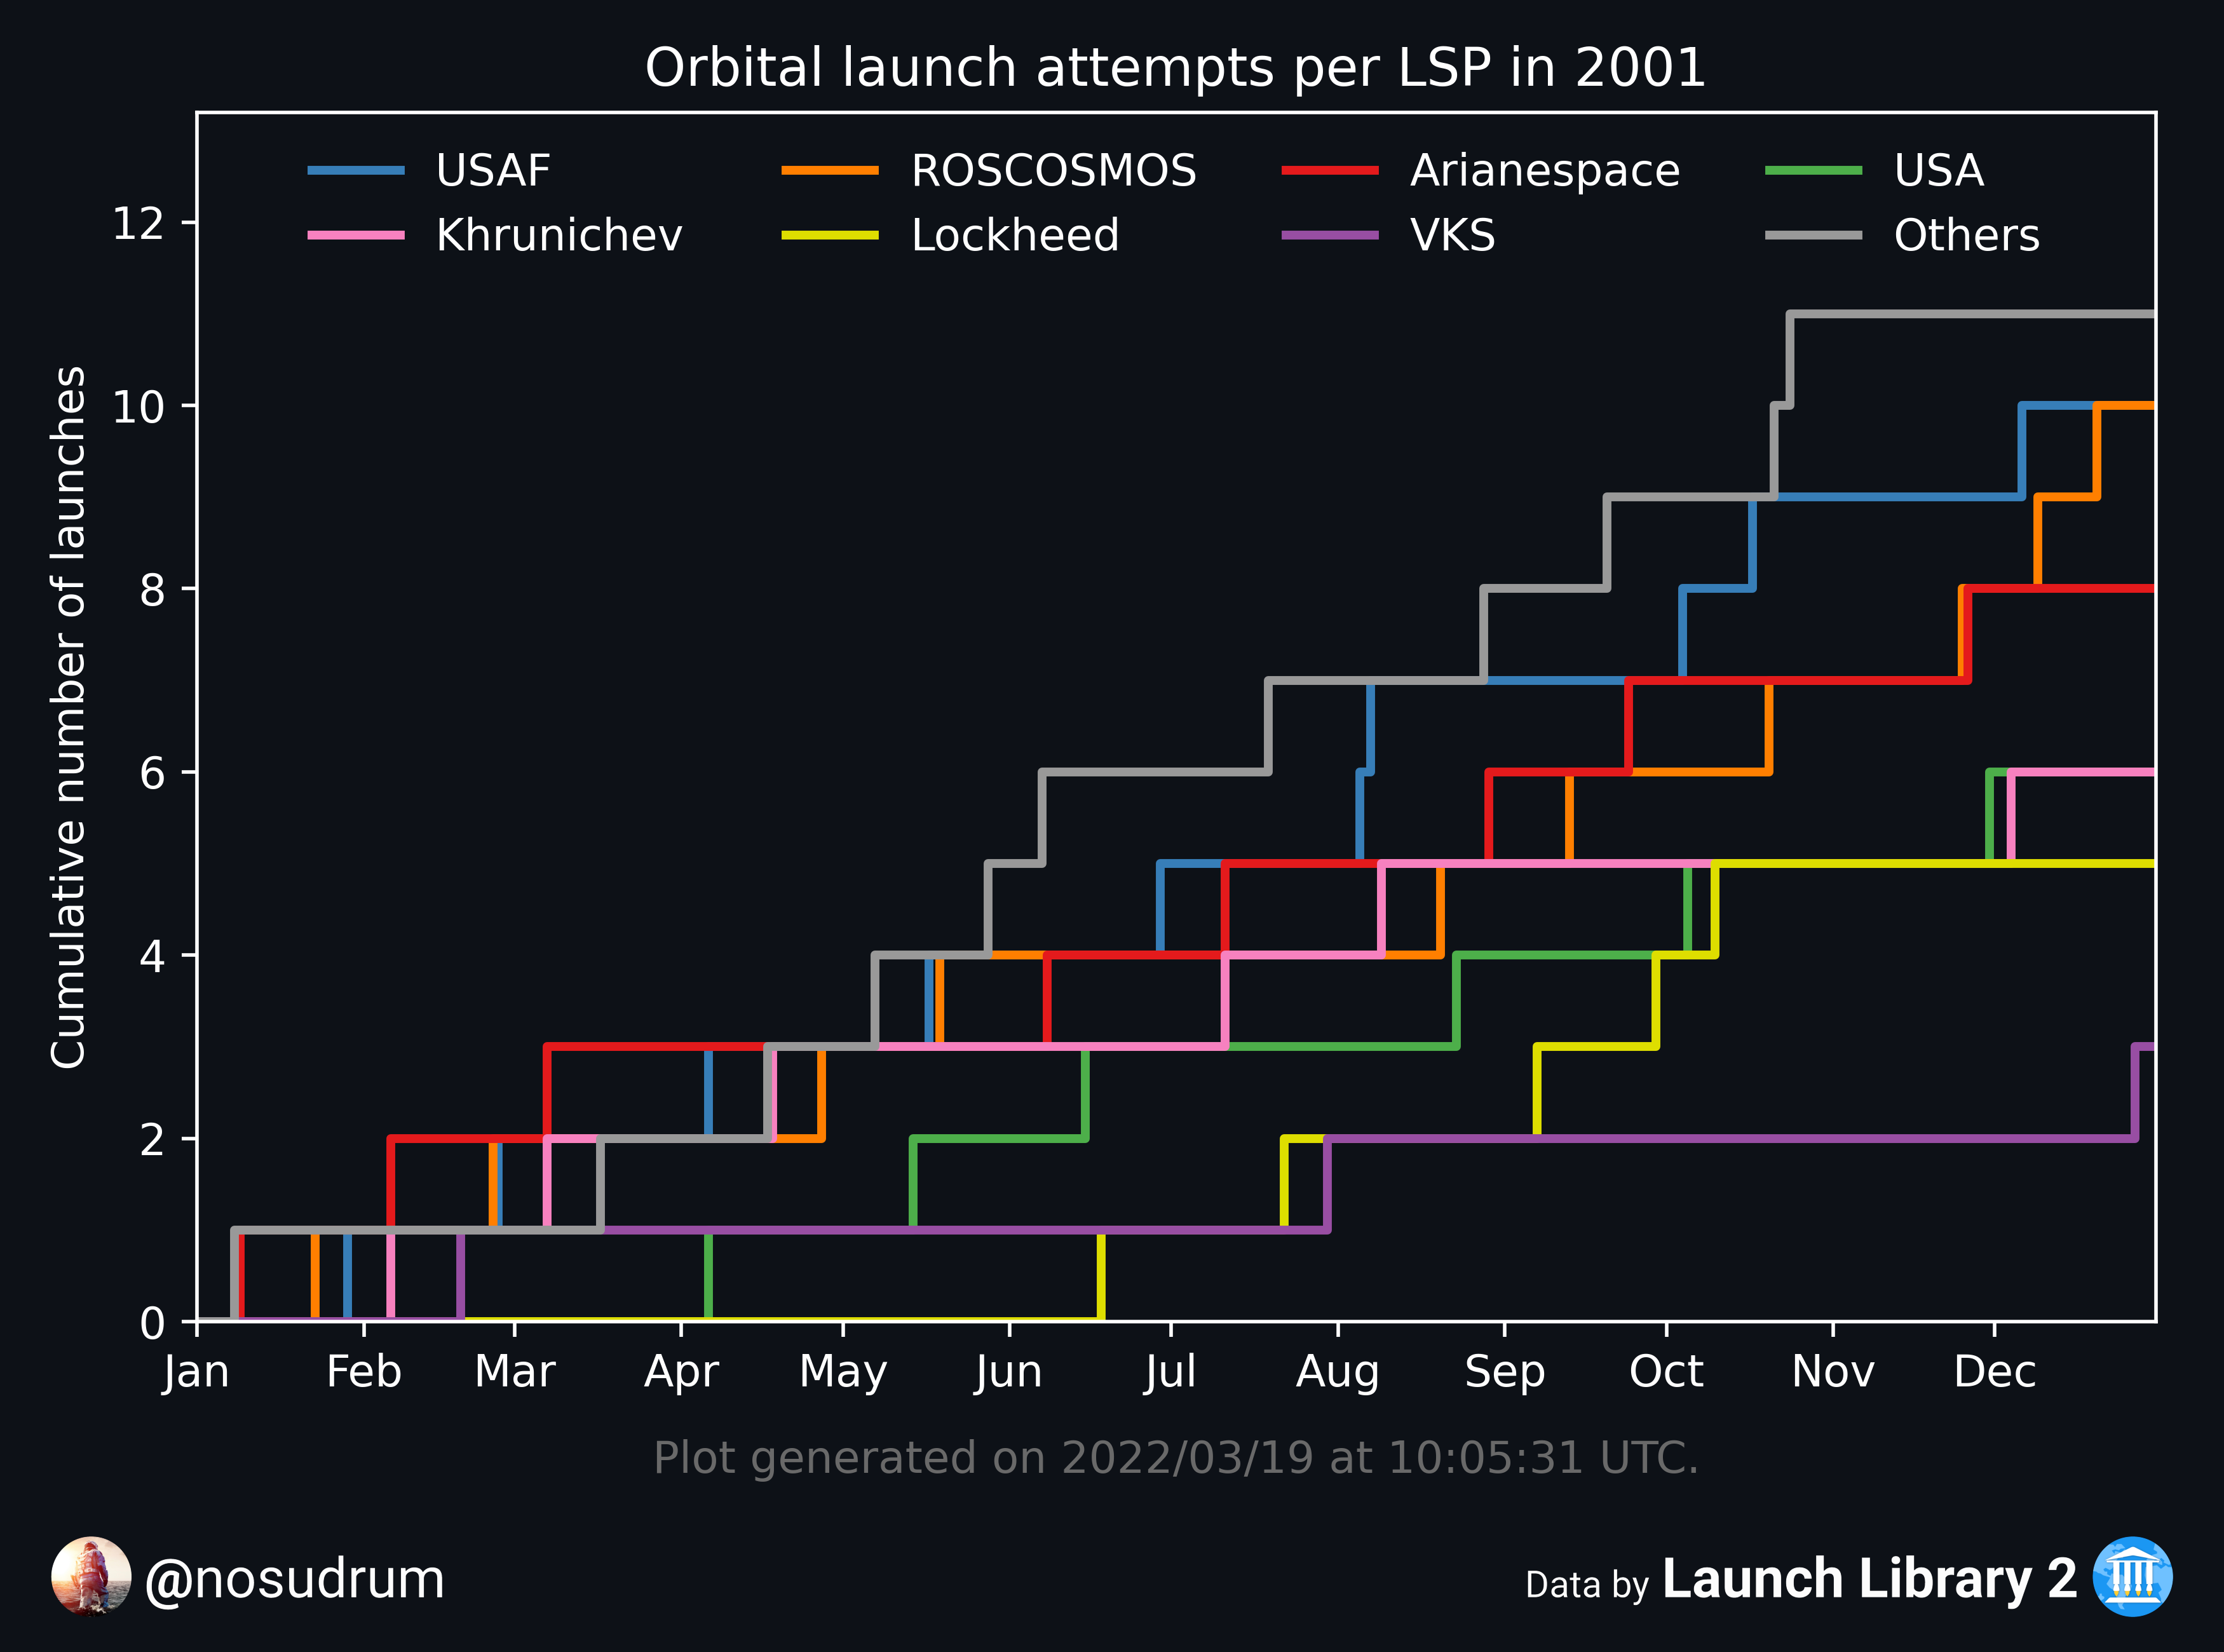 Orbital launch attempts per LSP in 2001
USAF ROSCOSMOS Arianespace USA
Khrunichev Lockheed VKS Others
Cumulative number of launches
12
10
8
6
4
2
0
Jan Feb Mar Apr May Jun Jul Aug Sep Oct Nov Dec
Plot generated on 2022/03/19 at 10:05:31 UTC.
@nosudrum
Data by Launch Library 2